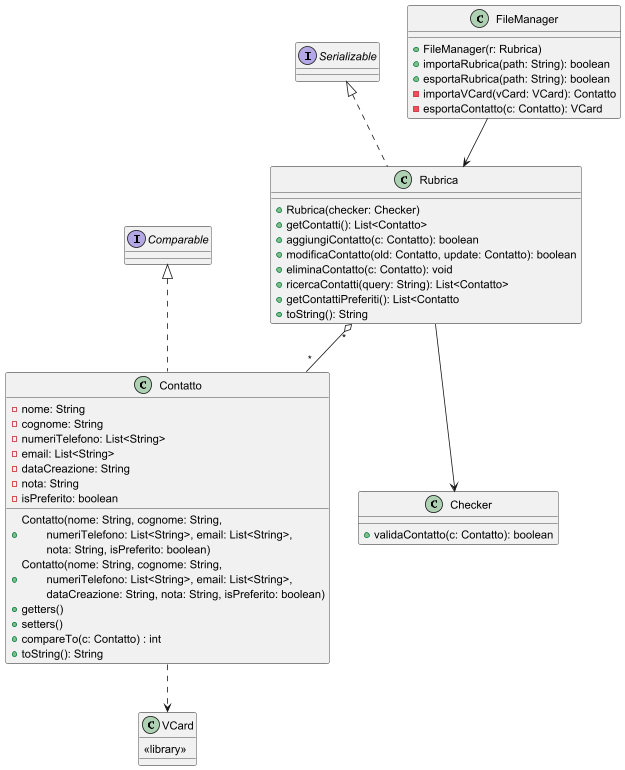 C FileManager
FileManager(r: Rubrica)
importaRubrica(path: String): boolean
esportaRubrica(path: String): boolean
importaVCard(vCard: VCard): Contatto
esportaContatto(c: Contatto): VCard
I Serializable
C Rubrica
Rubrica(checker: Checker)
getContatti(): List<Contatto>
aggiungiContatto(c: Contatto): boolean
modificaContatto(old: Contatto, update: Contatto): boolean
eliminaContatto(c: Contatto): void
ricercaContatti(query: String): List<Contatto>
getContattiPreferiti(): List<Contatto
toString(): String
I Comparable
*
*
C Contatto
nome: String
cognome: String
numeriTelefono: List<String>
email: List<String>
dataCreazione: String
nota: String
isPreferito: boolean
Contatto(nome: String, cognome: String,
numeriTelefono: List<String>, email: List<String>,
nota: String, isPreferito: boolean)
Contatto(nome: String, cognome: String,
numeriTelefono: List<String>, email: List<String>,
dataCreazione: String, nota: String, isPreferito: boolean)
getters()
setters()
compareTo(c: Contatto) : int
toString(): String
C Checker
validaContatto(c: Contatto): boolean
C VCard
«library»